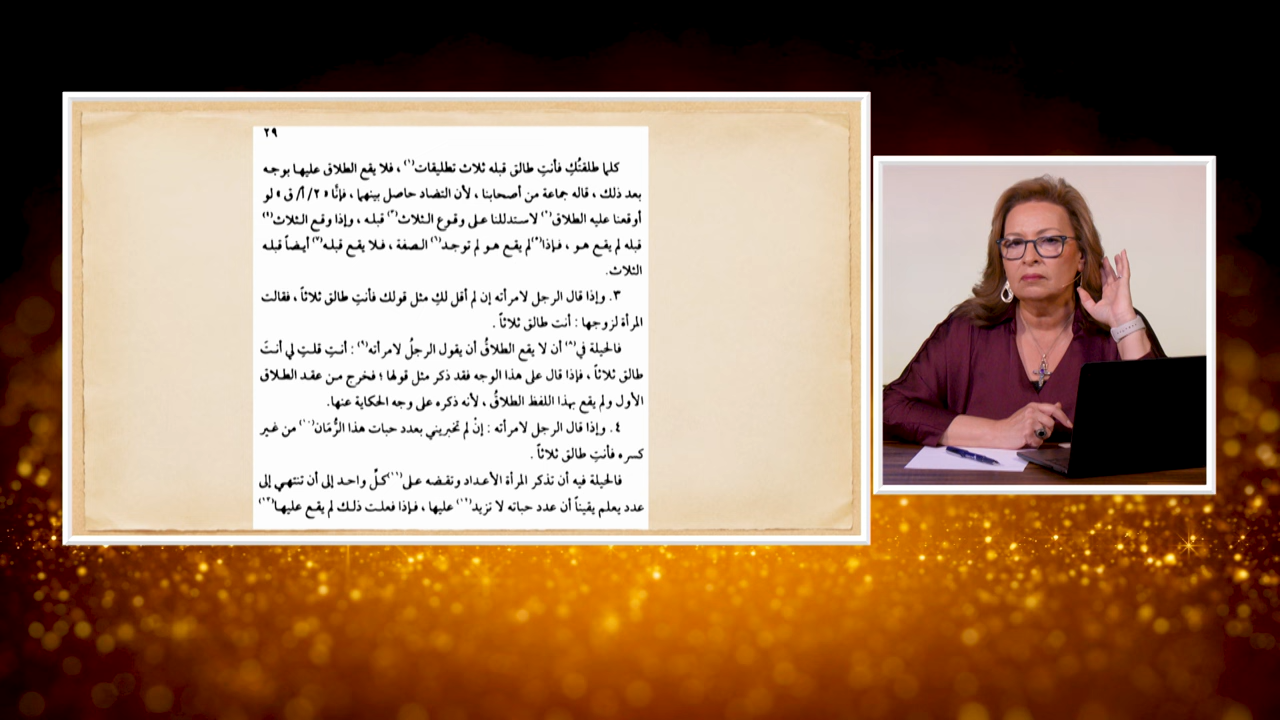 ٢٩
كلما طلقتُكِ فأنتِ طالق قبله ثلاث تطليقات(١) ، فلا يقع الطلاق عليها بوجه
بعد ذلك ، قاله جماعة من أصحابنا ، لأن التضاد حاصل بينهما ، فإنَّا «٢/أ/ ق» لو
أوقعنا عليه الطلاق(٢) لاستدللنا على وقوع الثلاث(٣) قبله ، وإذا وقع الثلاث(٤)
قبله لم يقع هو ، فإذا(٥) لم يقع هو لم توجد(٦) الصفة ، فلا يقع قبله(٧) أيضاً قبله
الثلاث.
٣. وإذا قال الرجل لامرأته إن لم أقل لكِ مثل قولك فأنتِ طالق ثلاثاً ، فقالت
المرأة لزوجها : أنت طالق ثلاثاً .
فالحيلة في(٨) أن لا يقع الطلاقُ أن يقول الرجلُ لامرأته(٩) : أنتِ قلتِ لي أنتَ
طالق ثلاثاً ، فإذا قال على هذا الوجه فقد ذكر مثل قولها ؛ فخرج من عقد الطلاق
الأول ولم يقع بهذا اللفظ الطلاقُ ، لأنه ذكره على وجه الحكاية عنها.
٤. وإذا قال الرجل لامرأته : إنْ لم تخبريني بعدد حبات هذا الرُّمَان(١٠) من غير
كسره فأنتِ طالق ثلاثاً .
فالحيلة فيه أن تذكر المرأة الأعداد وتقضه على(١١) كلّ واحد إلى أن تنتهي إلى
عدد يعلم يقيناً أن عدد حباته لا تزيد(١٢) عليها ، فإذا فعلت ذلك لم يقع عليها(١٣)